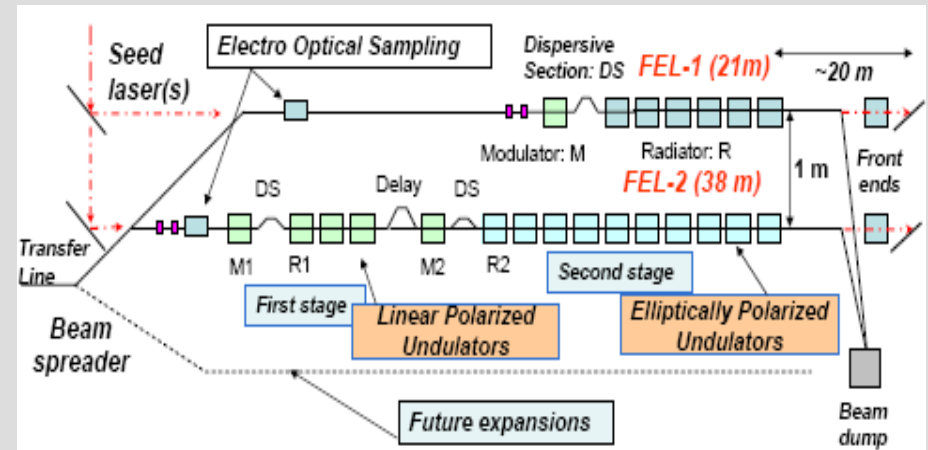 Seed
laser(s)
Electro Optical Sampling
Dispersive
Section: DS
FEL-1 (21m)
~20 m
Modulator: M
Radiator: R
FEL-2 (38 m)
1 m
Front
ends
DS
Delay
DS
Transfer
Line
M1
R1
M2
R2
First stage
Second stage
Linear Polarized
Undulators
Elliptically Polarized
Undulators
Beam
spreader
Future expansions
Beam
dump